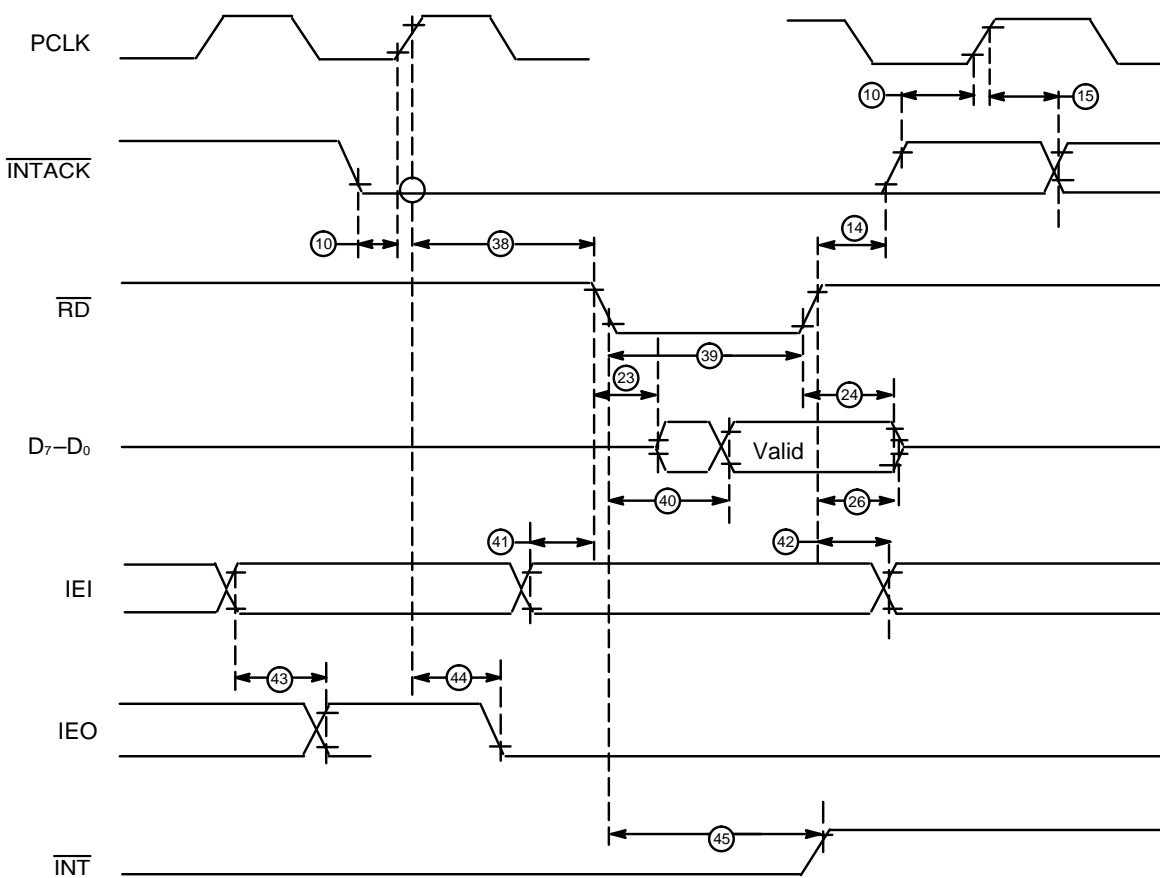 PCLK
10
15
INTACK
10
38
14
RD
39
23
24
D₇–D₀
Valid
40
26
41
42
IEI
43
44
IEO
45
INT